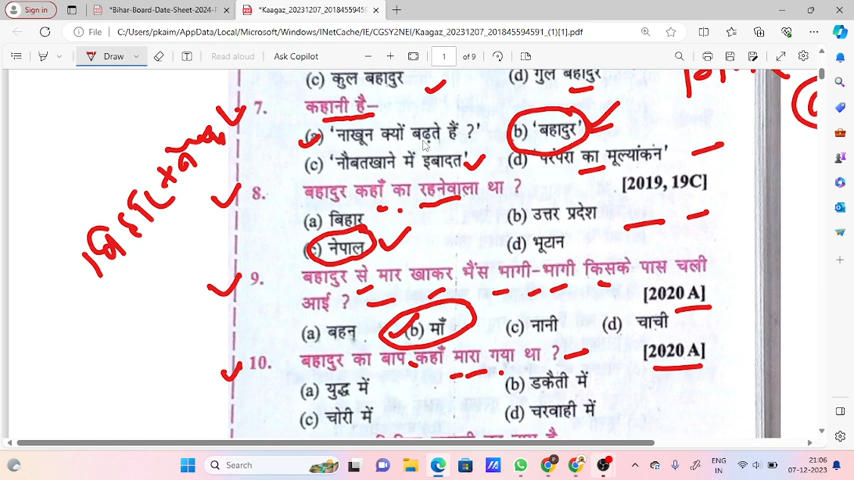 Sign in
*Bihar-Board-Date-Sheet-2024-F
*Kaagaz_20231207_2018455945
C:/Users/pkaim/AppData/Local/Microsoft/Windows/INetCache/IE/CGSY2NEI/Kaagaz_20231207_201845594591_(1)[1].pdf
Draw
Read aloud
Ask Copilot
1
of 9
(c) कुल बहादुर (d) गुल बहादुर
7. कहानी है–
(a) 'नाखून क्यों बढ़ते हैं ?' b) 'बहादुर'
(c) 'नौबतखाने में इबादत' (d) 'परंपरा का मूल्यांकन'
8. बहादुर कहाँ का रहनेवाला था ? [2019, 19C]
(a) बिहार (b) उत्तर प्रदेश
(c) नेपाल (d) भूटान
9. बहादुर से मार खाकर भैंस भागी-भागी किसके पास चली
आई ? [2020 A]
(a) बहन (b) माँ (c) नानी (d) चाची
10. बहादुर का बाप कहाँ मारा गया था ? [2020 A]
(a) युद्ध में (b) डकैती में
(c) चोरी में (d) चरवाही में
Search
ENG
IN
21:06
07-12-2023